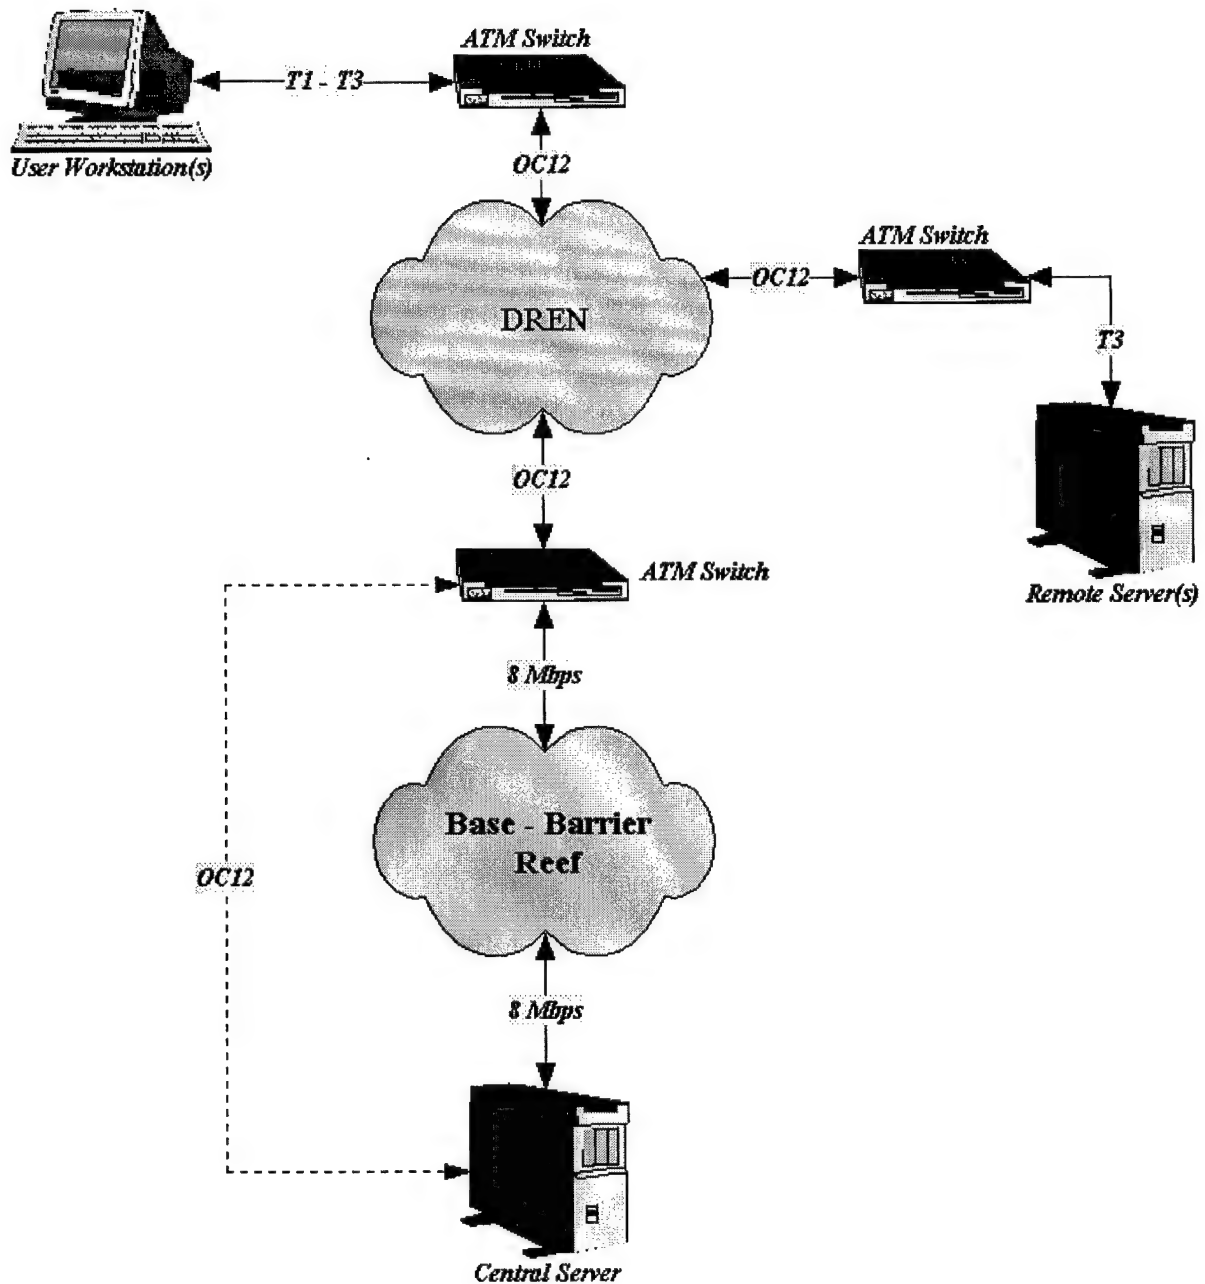 ATM Switch
T1 - T3
User Workstation(s)
OC12
ATM Switch
OC12
DREN
T3
OC12
ATM Switch
Remote Server(s)
8 Mbps
Base - Barrier
Reef
OC12
8 Mbps
Central Server